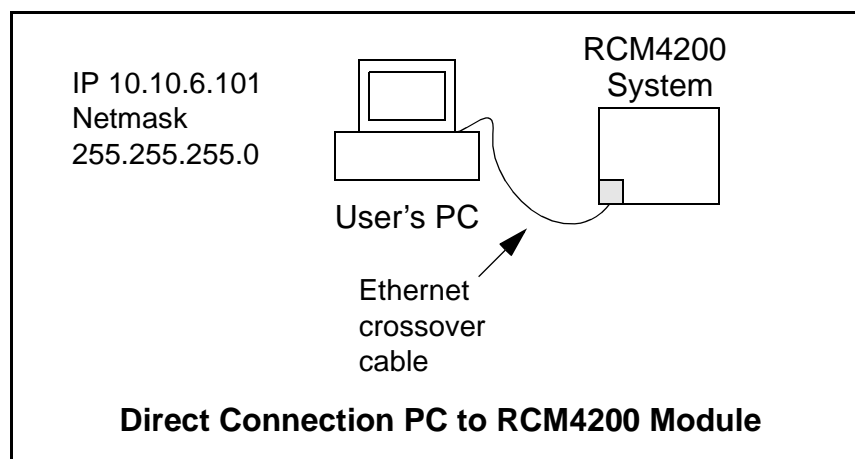 IP 10.10.6.101
Netmask
255.255.255.0
User's PC
RCM4200
System
Ethernet
crossover
cable
Direct Connection PC to RCM4200 Module